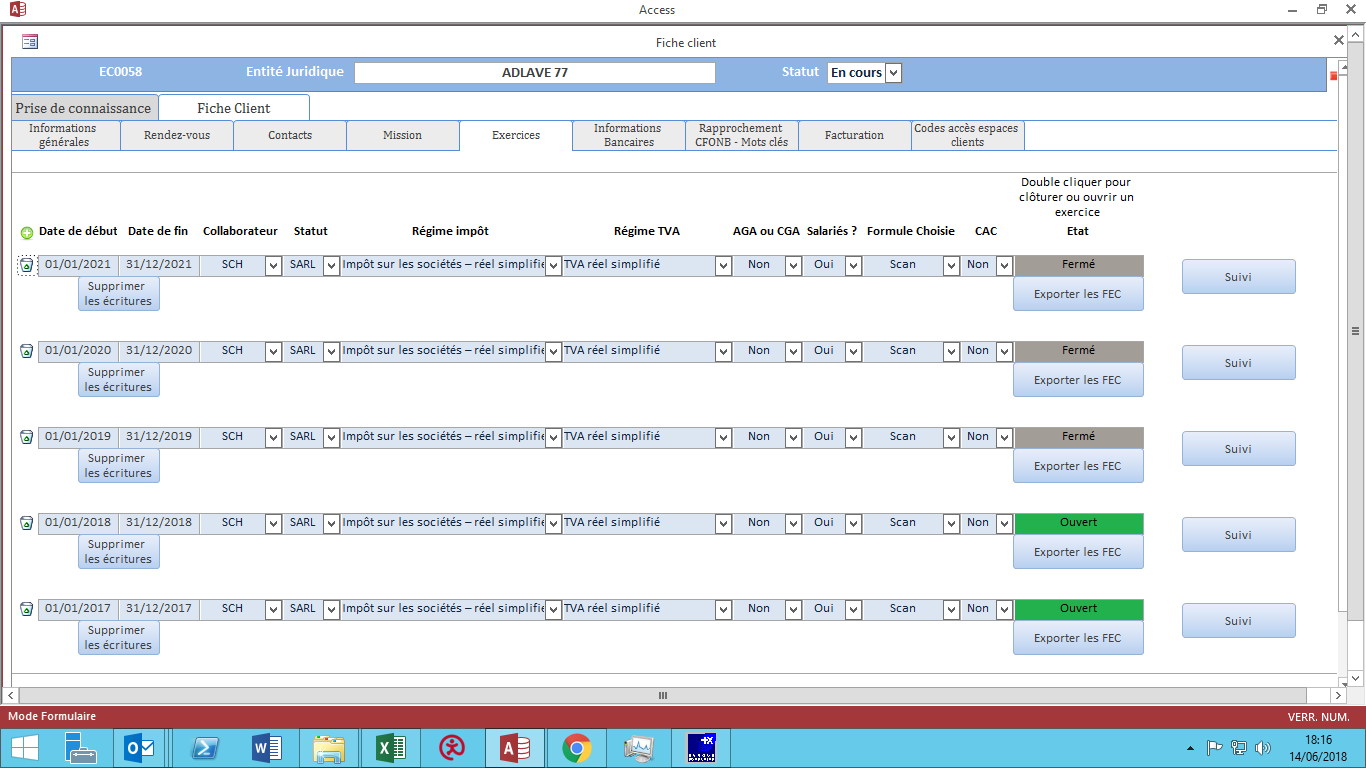 Access
Fiche client
EC0058 Entité Juridique ADLAVE 77 Statut En cours
Prise de connaissance Fiche Client
Informations générales Rendez-vous Contacts Mission Exercices Informations Bancaires Rapprochement CFONB - Mots clés Facturation Codes accès espaces clients
Double cliquer pour
clôturer ou ouvrir un
exercice
Date de début Date de fin Collaborateur Statut Régime impôt Régime TVA AGA ou CGA Salariés ? Formule Choisie CAC Etat
01/01/2021 31/12/2021 SCH SARL Impôt sur les sociétés – réel simplifié TVA réel simplifié Non Oui Scan Non Fermé
Supprimer
les écritures
Exporter les FEC
Suivi
01/01/2020 31/12/2020 SCH SARL Impôt sur les sociétés – réel simplifié TVA réel simplifié Non Oui Scan Non Fermé
Supprimer
les écritures
Exporter les FEC
Suivi
01/01/2019 31/12/2019 SCH SARL Impôt sur les sociétés – réel simplifié TVA réel simplifié Non Oui Scan Non Fermé
Supprimer
les écritures
Exporter les FEC
Suivi
01/01/2018 31/12/2018 SCH SARL Impôt sur les sociétés – réel simplifié TVA réel simplifié Non Oui Scan Non Ouvert
Supprimer
les écritures
Exporter les FEC
Suivi
01/01/2017 31/12/2017 SCH SARL Impôt sur les sociétés – réel simplifié TVA réel simplifié Non Oui Scan Non Ouvert
Supprimer
les écritures
Exporter les FEC
Suivi
Mode Formulaire VERR. NUM.
18:16
14/06/2018